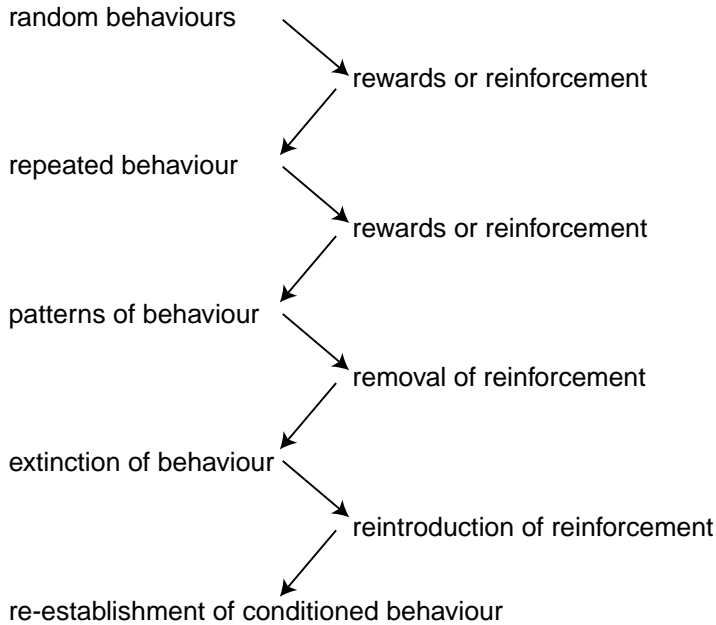 random behaviours
rewards or reinforcement
repeated behaviour
rewards or reinforcement
patterns of behaviour
removal of reinforcement
extinction of behaviour
reintroduction of reinforcement
re-establishment of conditioned behaviour